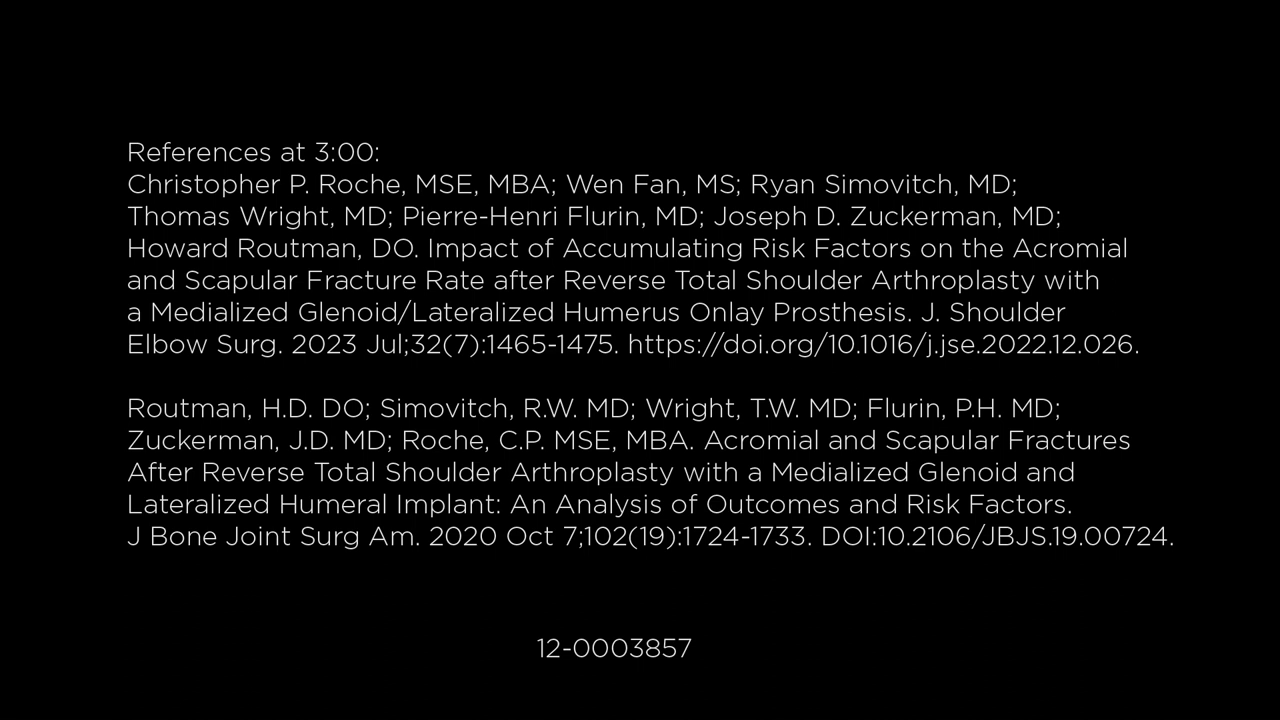 References at 3:00:
Christopher P. Roche, MSE, MBA; Wen Fan, MS; Ryan Simovitch, MD;
Thomas Wright, MD; Pierre-Henri Flurin, MD; Joseph D. Zuckerman, MD;
Howard Routman, DO. Impact of Accumulating Risk Factors on the Acromial
and Scapular Fracture Rate after Reverse Total Shoulder Arthroplasty with
a Medialized Glenoid/Lateralized Humerus Onlay Prosthesis. J. Shoulder
Elbow Surg. 2023 Jul;32(7):1465-1475. https://doi.org/10.1016/j.jse.2022.12.026.
Routman, H.D. DO; Simovitch, R.W. MD; Wright, T.W. MD; Flurin, P.H. MD;
Zuckerman, J.D. MD; Roche, C.P. MSE, MBA. Acromial and Scapular Fractures
After Reverse Total Shoulder Arthroplasty with a Medialized Glenoid and
Lateralized Humeral Implant: An Analysis of Outcomes and Risk Factors.
J Bone Joint Surg Am. 2020 Oct 7;102(19):1724-1733. DOI:10.2106/JBJS.19.00724.
12-0003857